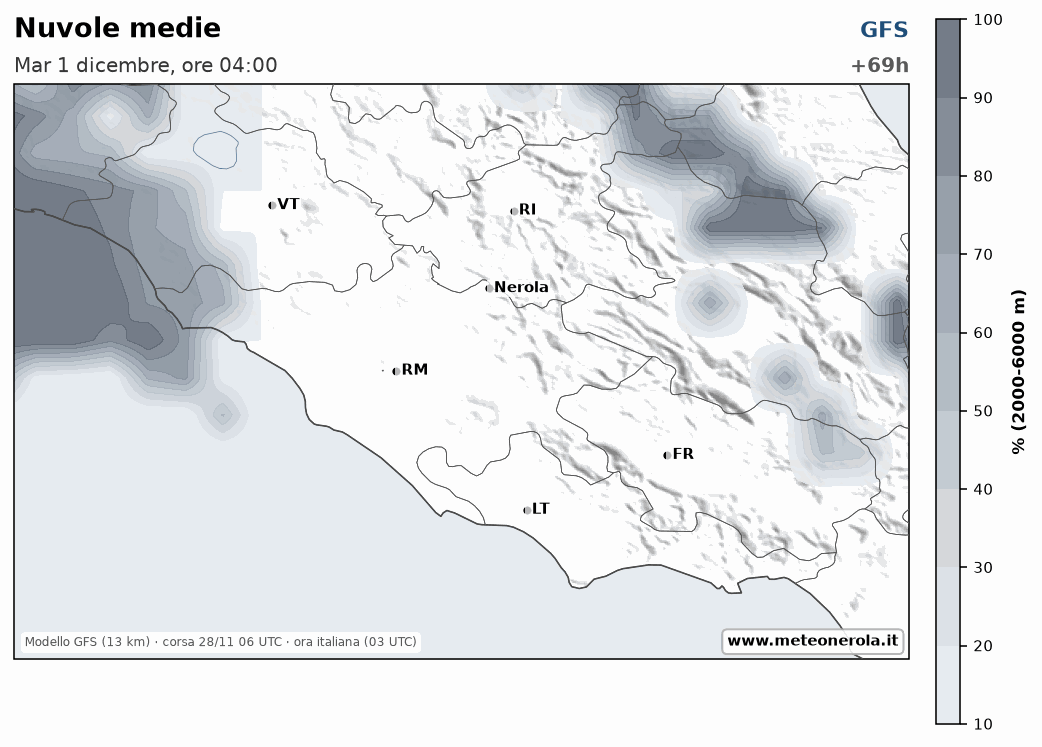 Nuvole medie
GFS
Mar 1 dicembre, ore 04:00
+69h
VT
RI
Nerola
RM
FR
LT
Modello GFS (13 km) · corsa 28/11 06 UTC · ora italiana (03 UTC)
www.meteonerola.it
100
90
80
70
60
50
40
30
20
10
% (2000-6000 m)